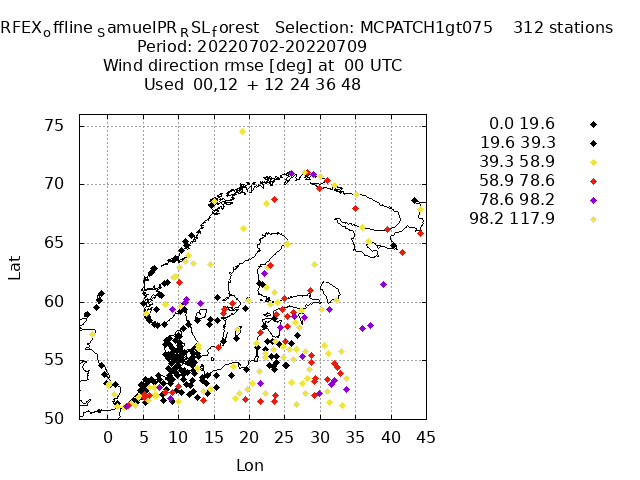 RFEXoffline SamuelPRRSLforest Selection: MCPATCH1gt075 312 stations
Period: 20220702-20220709
Wind direction rmse [deg] at 00 UTC
Used 00,12 + 12 24 36 48
0.0 19.6
19.6 39.3
39.3 58.9
58.9 78.6
78.6 98.2
98.2 117.9
75
70
65
60
55
50
Lat
0 5 10 15 20 25 30 35 40 45
Lon